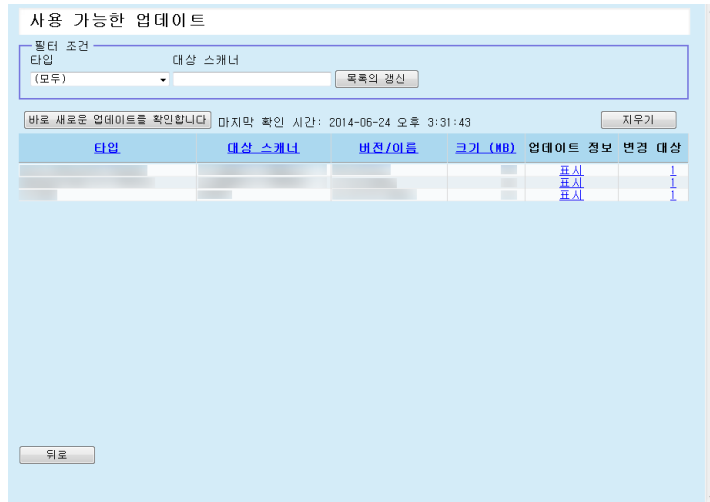 사용 가능한 업데이트
필터 조건
타입 대상 스캐너
(모두) 목록의 갱신
바로 새로운 업데이트를 확인합니다 마지막 확인 시간: 2014-06-24 오후 3:31:43 지우기
타입 대상 스캐너 버전/이름 크기 (MB) 업데이트 정보 변경 대상
표시 1
표시 1
표시 1
뒤로